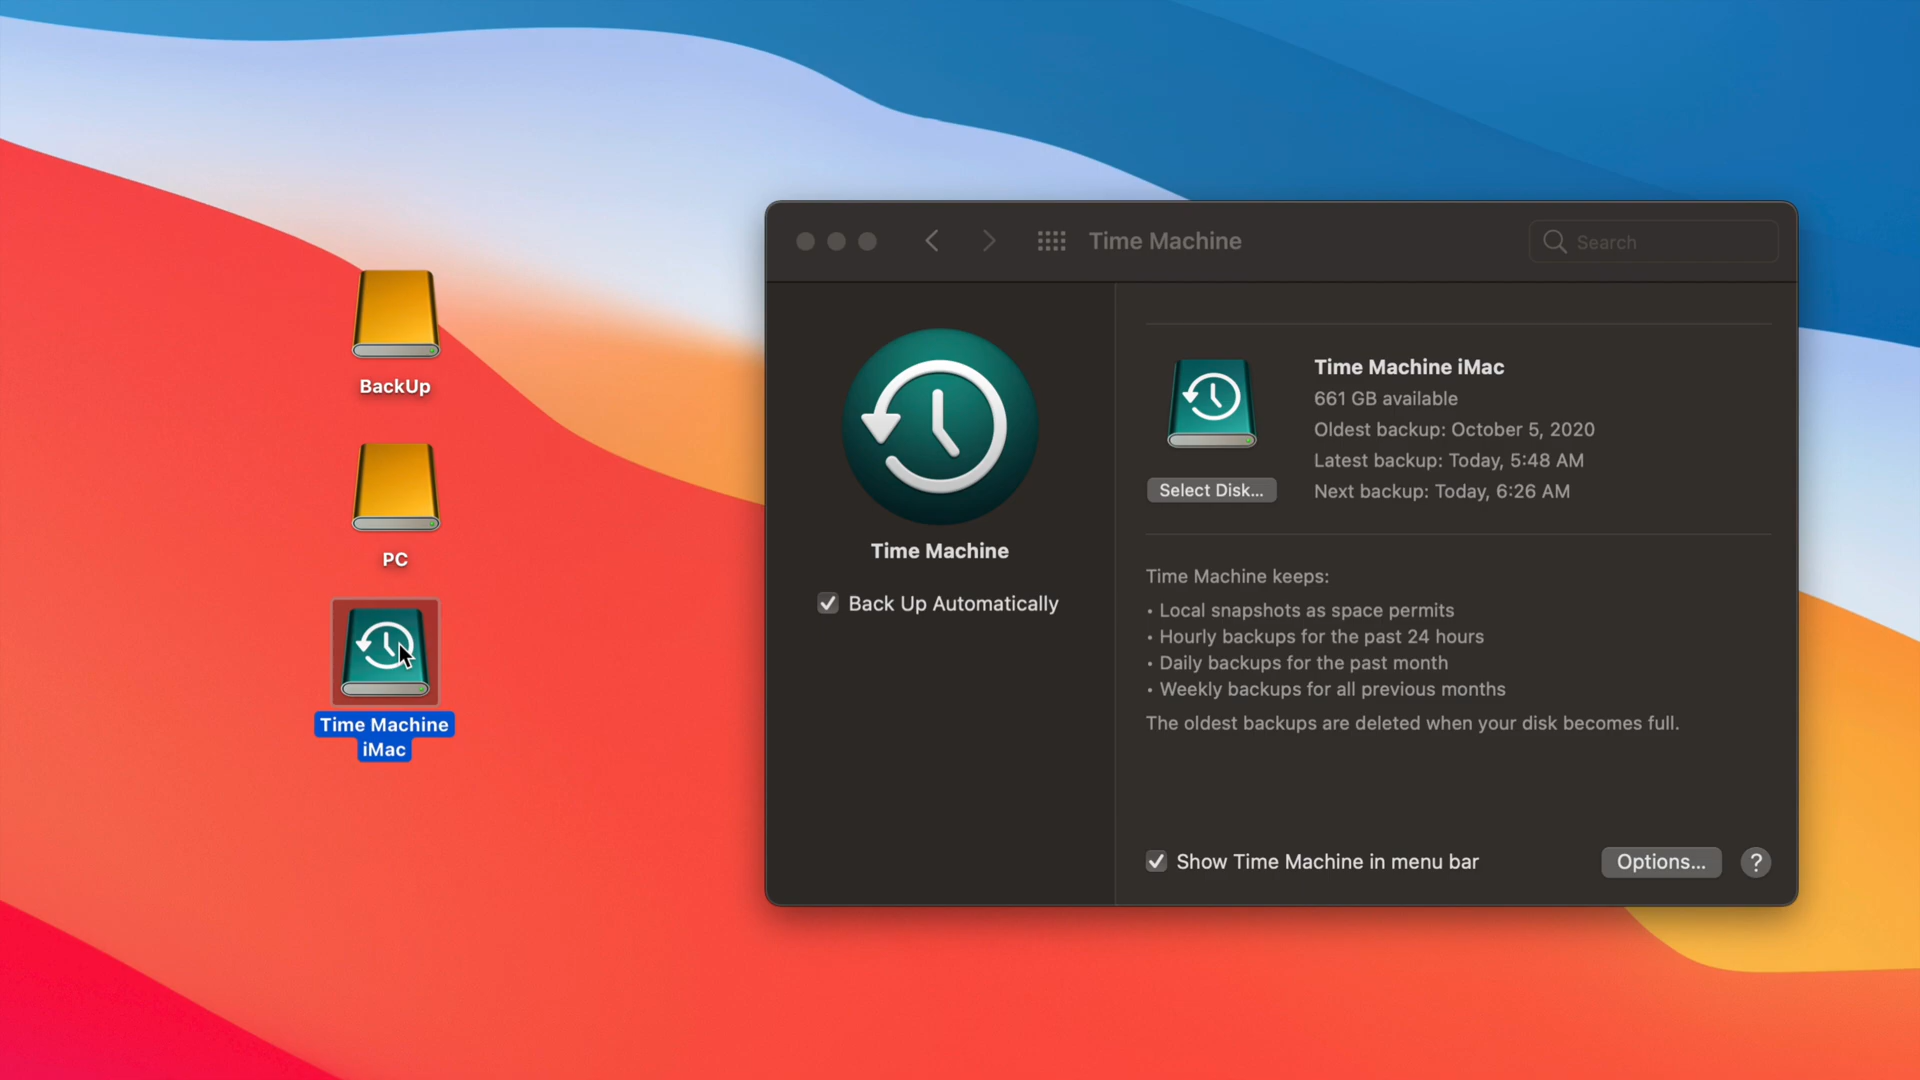 BackUp
PC
Time Machine
iMac
Time Machine
Search
Time Machine
Back Up Automatically
Select Disk...
Time Machine iMac
661 GB available
Oldest backup: October 5, 2020
Latest backup: Today, 5:48 AM
Next backup: Today, 6:26 AM
Time Machine keeps:
• Local snapshots as space permits
• Hourly backups for the past 24 hours
• Daily backups for the past month
• Weekly backups for all previous months
The oldest backups are deleted when your disk becomes full.
Show Time Machine in menu bar
Options...
?